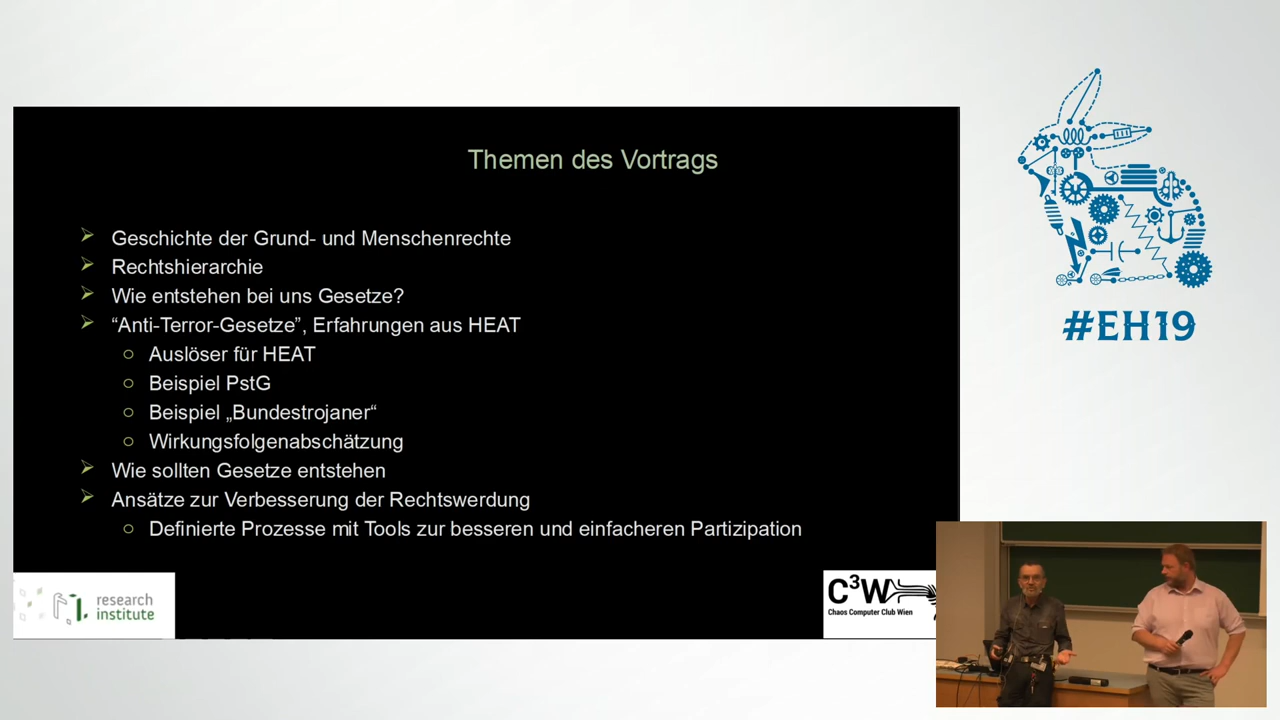 Themen des Vortrags
Geschichte der Grund- und Menschenrechte
Rechtshierarchie
Wie entstehen bei uns Gesetze?
“Anti-Terror-Gesetze”, Erfahrungen aus HEAT
Auslöser für HEAT
Beispiel PstG
Beispiel „Bundestrojaner“
Wirkungsfolgenabschätzung
Wie sollten Gesetze entstehen
Ansätze zur Verbesserung der Rechtswerdung
Definierte Prozesse mit Tools zur besseren und einfacheren Partizipation
research
institute
C³W
Chaos Computer Club Wien
#EH19